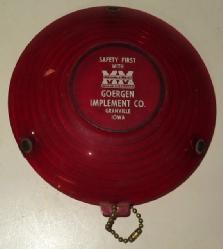 SAFETY FIRST
WITH
MM
GOERGEN
IMPLEMENT CO.
GRANVILLE
IOWA